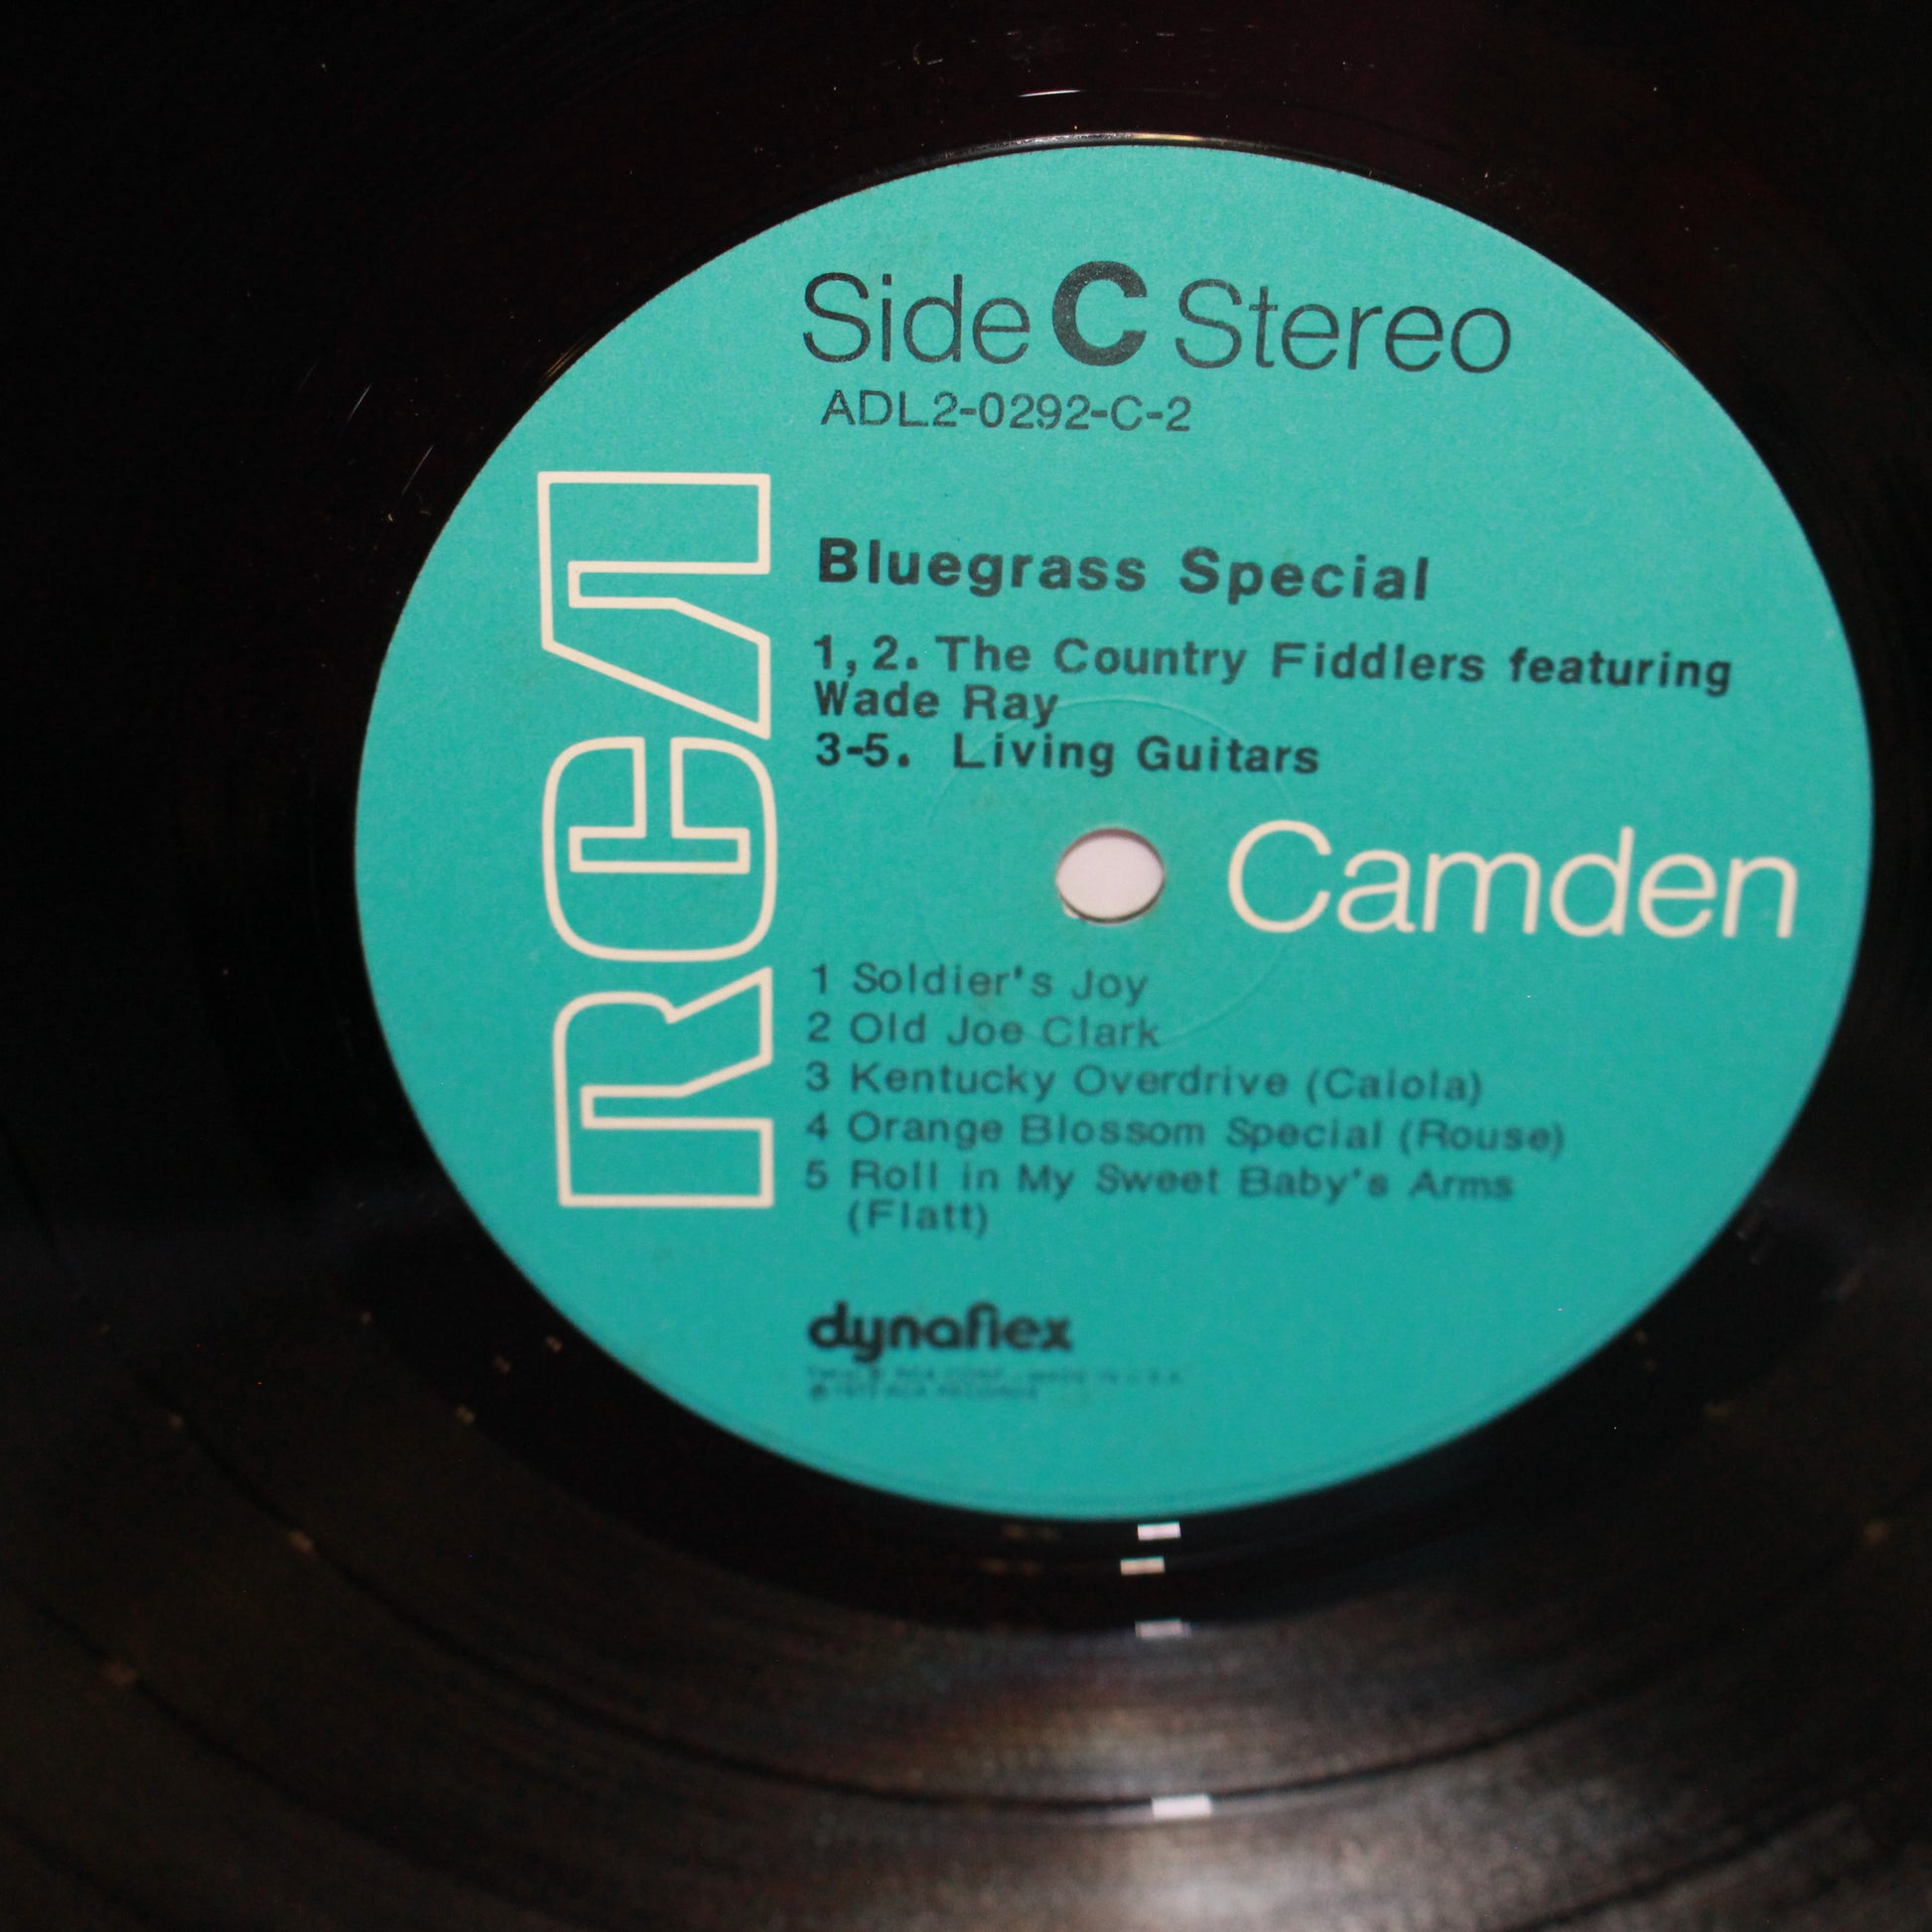 Side C Stereo
ADL2-0292-C-2
RCA
Bluegrass Special
1, 2. The Country Fiddlers featuring
Wade Ray
3-5. Living Guitars
Camden
1 Soldier's Joy
2 Old Joe Clark
3 Kentucky Overdrive (Caiola)
4 Orange Blossom Special (Rouse)
5 Roll in My Sweet Baby's Arms
(Flatt)
dynaflex